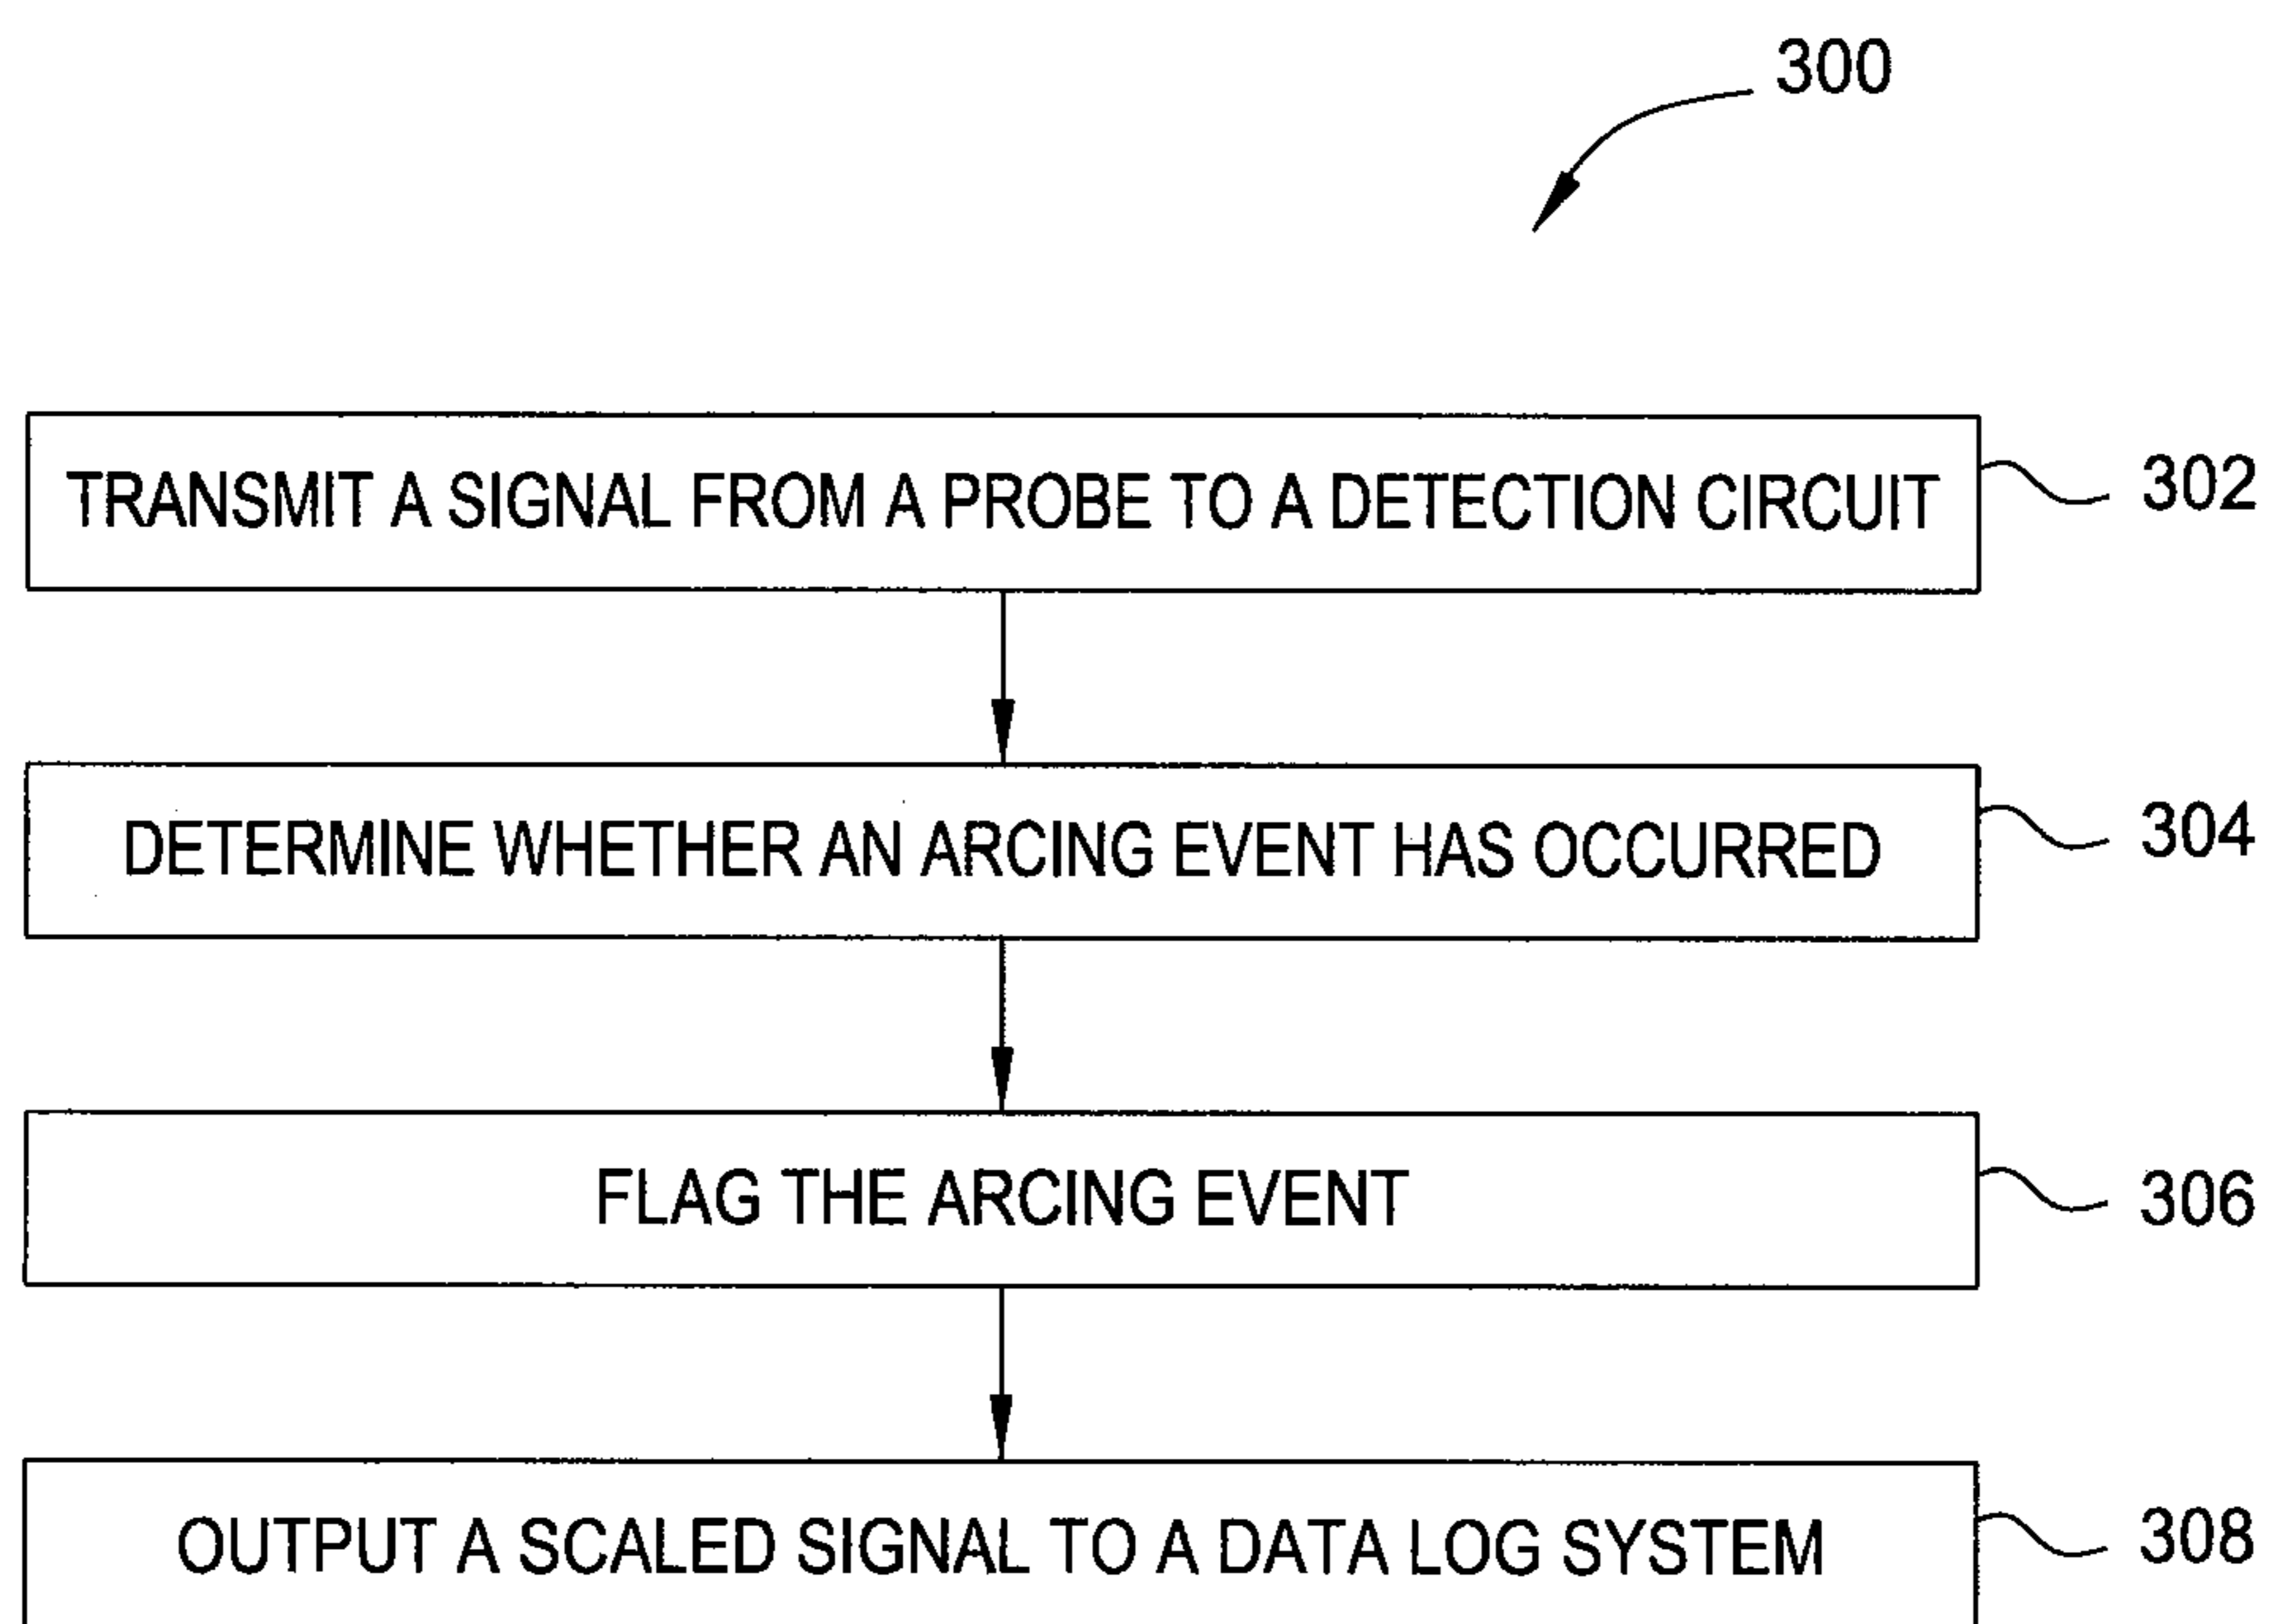 300
TRANSMIT A SIGNAL FROM A PROBE TO A DETECTION CIRCUIT
302
DETERMINE WHETHER AN ARCING EVENT HAS OCCURRED
304
FLAG THE ARCING EVENT
306
OUTPUT A SCALED SIGNAL TO A DATA LOG SYSTEM
308